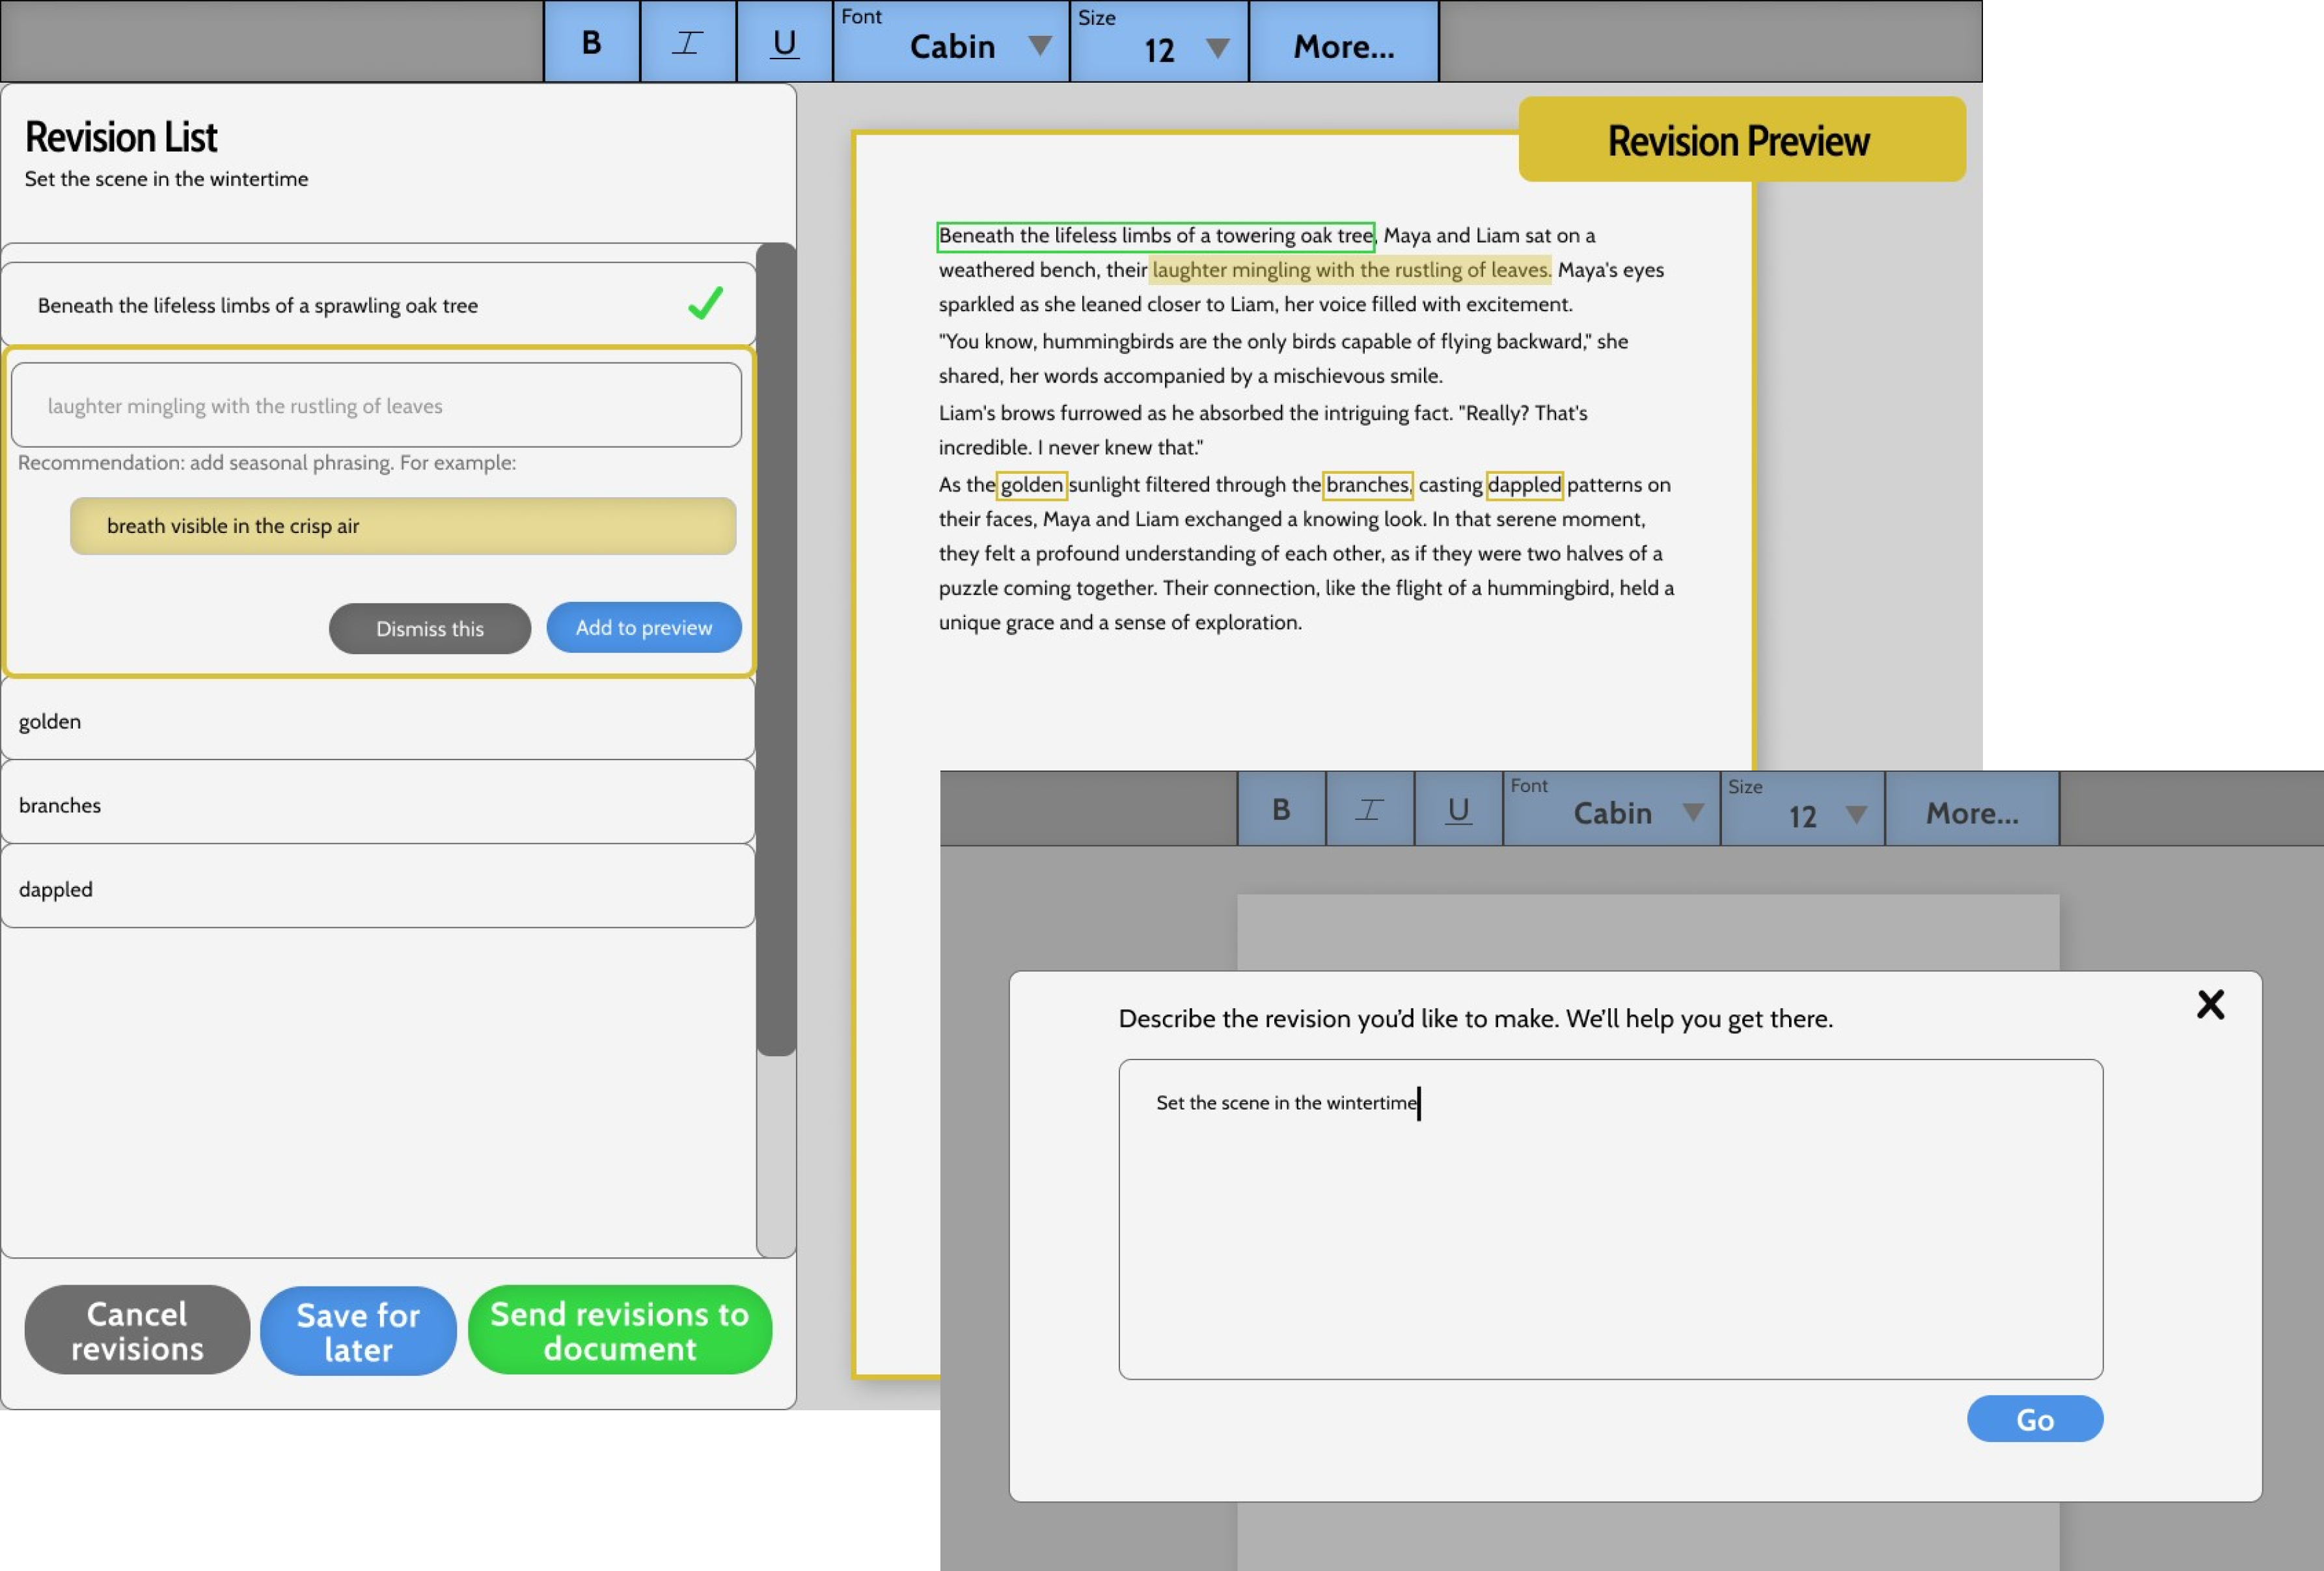 B I U Font Cabin Size 12 More...
Revision List
Set the scene in the wintertime
Beneath the lifeless limbs of a sprawling oak tree
laughter mingling with the rustling of leaves
Recommendation: add seasonal phrasing. For example:
breath visible in the crisp air
Dismiss this Add to preview
golden
branches
dappled
Cancel
revisions
Save for
later
Send revisions to
document
Revision Preview
Beneath the lifeless limbs of a towering oak tree, Maya and Liam sat on a
weathered bench, their laughter mingling with the rustling of leaves. Maya's eyes
sparkled as she leaned closer to Liam, her voice filled with excitement.
"You know, hummingbirds are the only birds capable of flying backward," she
shared, her words accompanied by a mischievous smile.
Liam's brows furrowed as he absorbed the intriguing fact. "Really? That's
incredible. I never knew that."
As the golden sunlight filtered through the branches, casting dappled patterns on
their faces, Maya and Liam exchanged a knowing look. In that serene moment,
they felt a profound understanding of each other, as if they were two halves of a
puzzle coming together. Their connection, like the flight of a hummingbird, held a
unique grace and a sense of exploration.
B I U Font Cabin Size 12 More...
Describe the revision you'd like to make. We'll help you get there.
Set the scene in the wintertime
Go